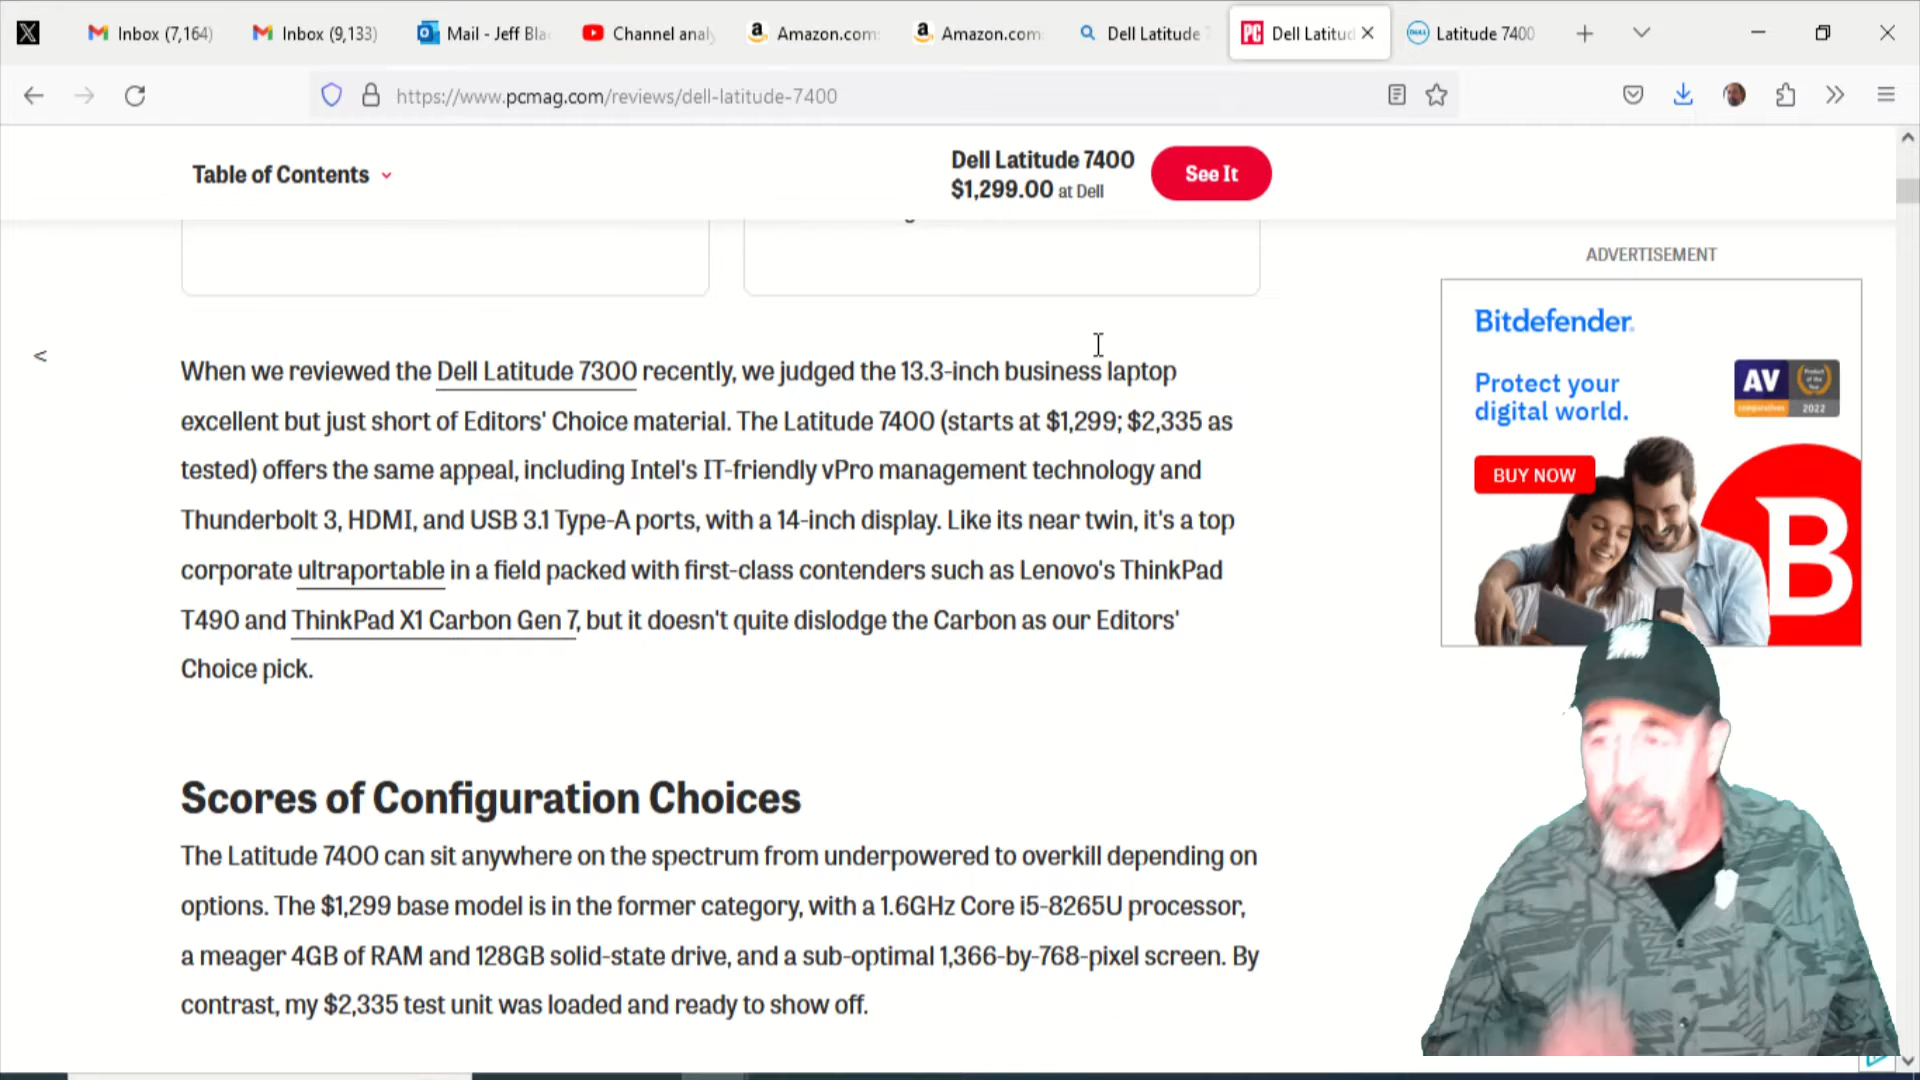 X
Inbox (7,164)
Inbox (9,133)
Mail - Jeff Bla
Channel analy
Amazon.com:
Amazon.com:
Dell Latitude 7
PC
Dell Latitud
DELL
Latitude 7400
https://www.pcmag.com/reviews/dell-latitude-7400
Table of Contents
Dell Latitude 7400
$1,299.00 at Dell
See It
<
When we reviewed the Dell Latitude 7300 recently, we judged the 13.3-inch business laptop
excellent but just short of Editors' Choice material. The Latitude 7400 (starts at $1,299; $2,335 as
tested) offers the same appeal, including Intel's IT-friendly vPro management technology and
Thunderbolt 3, HDMI, and USB 3.1 Type-A ports, with a 14-inch display. Like its near twin, it's a top
corporate ultraportable in a field packed with first-class contenders such as Lenovo's ThinkPad
T490 and ThinkPad X1 Carbon Gen 7, but it doesn't quite dislodge the Carbon as our Editors'
Choice pick.
Scores of Configuration Choices
The Latitude 7400 can sit anywhere on the spectrum from underpowered to overkill depending on
options. The $1,299 base model is in the former category, with a 1.6GHz Core i5-8265U processor,
a meager 4GB of RAM and 128GB solid-state drive, and a sub-optimal 1,366-by-768-pixel screen. By
contrast, my $2,335 test unit was loaded and ready to show off.
ADVERTISEMENT
Bitdefender.
Protect your
digital world.
AV
comparatives
Product
of the
Year
2022
BUY NOW
B